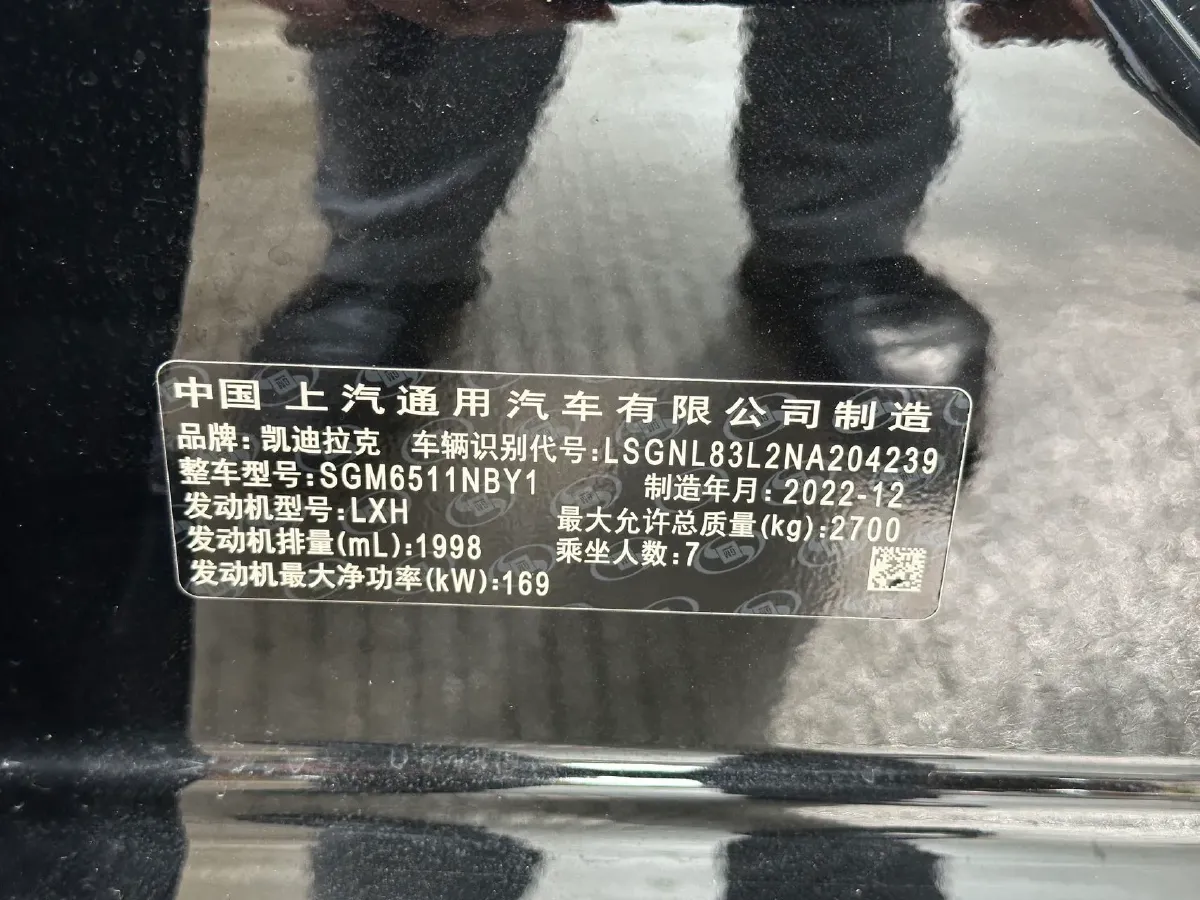 中国 上汽通用汽车有限公司制造
品牌:凯迪拉克 车辆识别代号:LSGNL83L2NA204239
整车型号:SGM6511NBY1 制造年月:2022-12
发动机型号:LXH 最大允许总质量(kg):2700
发动机排量(mL):1998 乘坐人数:7
发动机最大净功率(kW):169